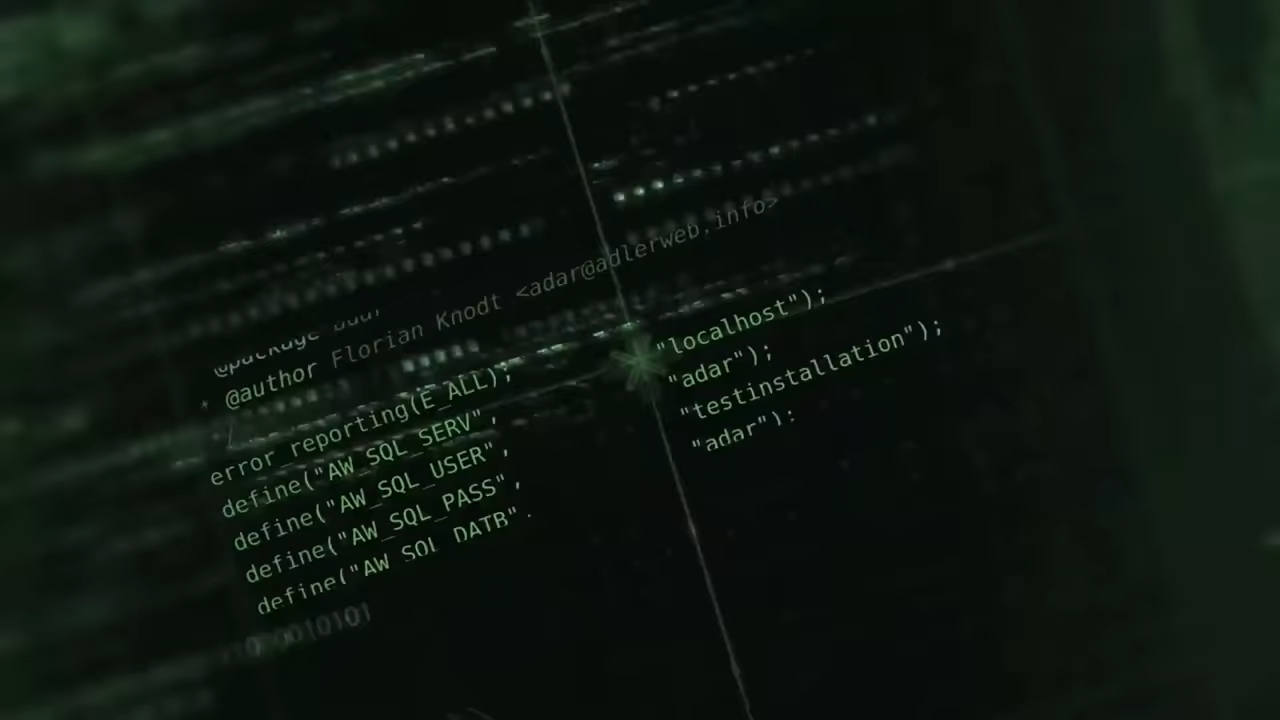 @package adar
* @author Florian Knodt <adar@adlerweb.info>
*/
error_reporting(E_ALL);
define("AW_SQL_SERV", "localhost");
define("AW_SQL_USER", "adar");
define("AW_SQL_PASS", "testinstallation");
define("AW_SQL_DATB", "adar");